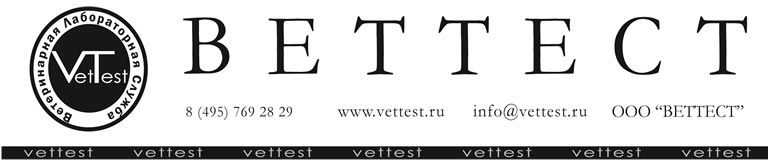 Ветеринарная Лабораторная Служба
VetTest
ВЕТТЕСТ
8 (495) 769 28 29 www.vettest.ru info@vettest.ru ООО "ВЕТТЕСТ"
vettest vettest vettest vettest vettest vettest vettest